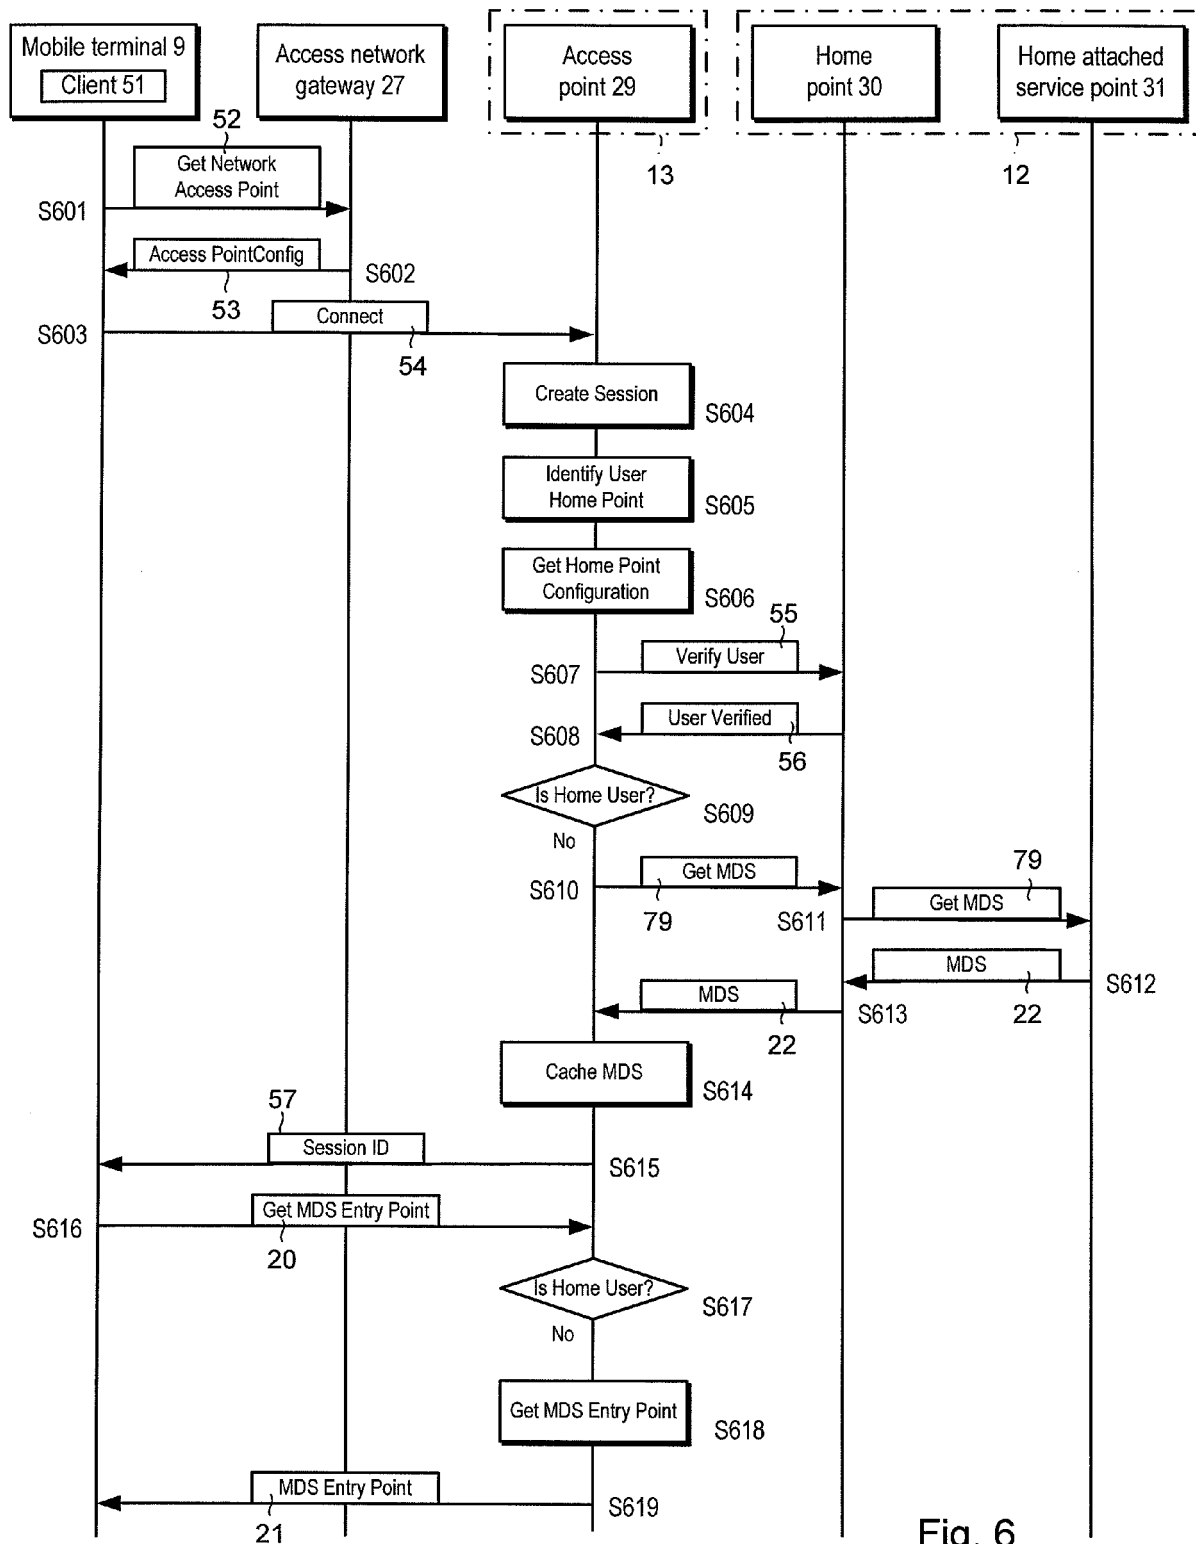 Mobile terminal 9
Client 51
Access network
gateway 27
Access
point 29
Home
point 30
Home attached
service point 31
13
12
52
Get Network
Access Point
S601
Access PointConfig
S602
53
Connect
S603
54
Create Session
S604
Identify User
Home Point
S605
Get Home Point
Configuration
S606
55
Verify User
S607
User Verified
S608
56
Is Home User?
S609
No
Get MDS
S610
79
S611
79
Get MDS
MDS
S612
22
MDS
S613
22
Cache MDS
S614
57
Session ID
S615
Get MDS Entry Point
S616
20
Is Home User?
S617
No
Get MDS Entry Point
S618
MDS Entry Point
S619
21
Fig. 6